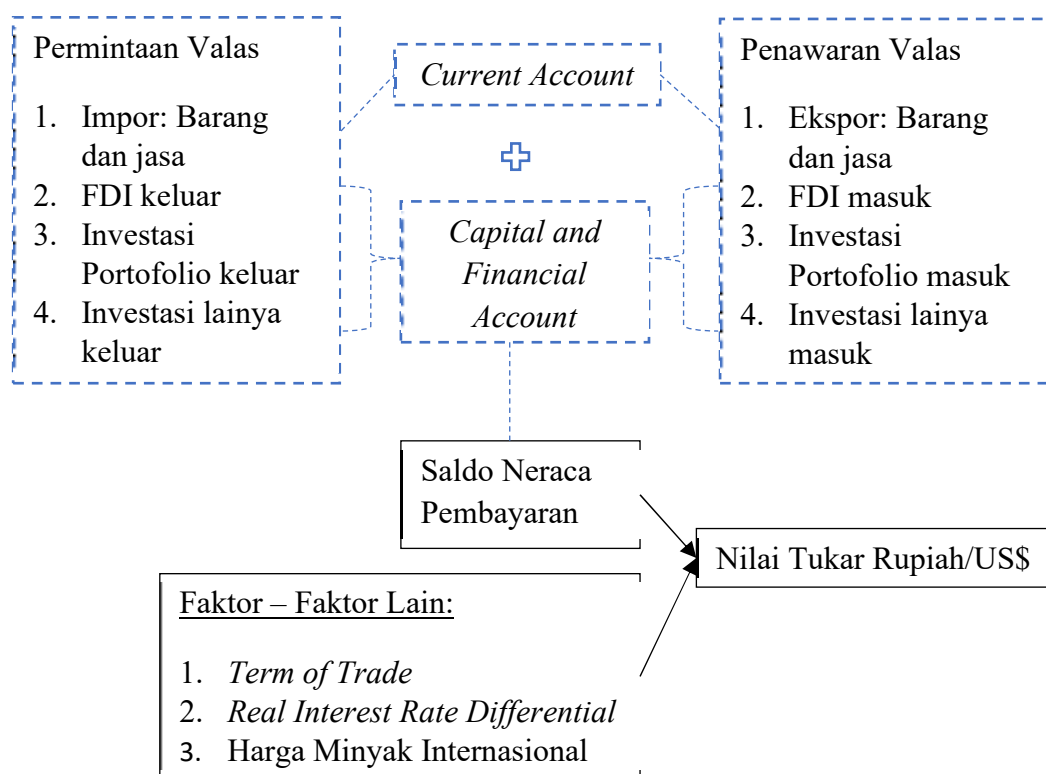 Permintaan Valas
1. Impor: Barang
dan jasa
2. FDI keluar
3. Investasi
Portofolio keluar
4. Investasi lainya
keluar
Current Account
Capital and
Financial
Account
Penawaran Valas
1. Ekspor: Barang
dan jasa
2. FDI masuk
3. Investasi
Portofolio masuk
4. Investasi lainya
masuk
Saldo Neraca
Pembayaran
Nilai Tukar Rupiah/US$
Faktor – Faktor Lain:
1. Term of Trade
2. Real Interest Rate Differential
3. Harga Minyak Internasional